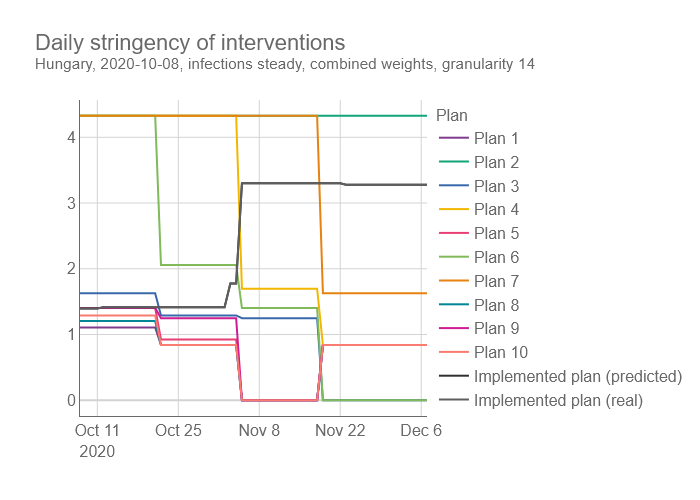 Daily stringency of interventions
Hungary, 2020-10-08, infections steady, combined weights, granularity 14
Plan
4
Plan 1
Plan 2
Plan 3
3
Plan 4
Plan 5
Plan 6
2
Plan 7
Plan 8
1
Plan 9
Plan 10
Implemented plan (predicted)
0
Implemented plan (real)
Oct 11
Oct 25
Nov 8
Nov 22
Dec 6
2020